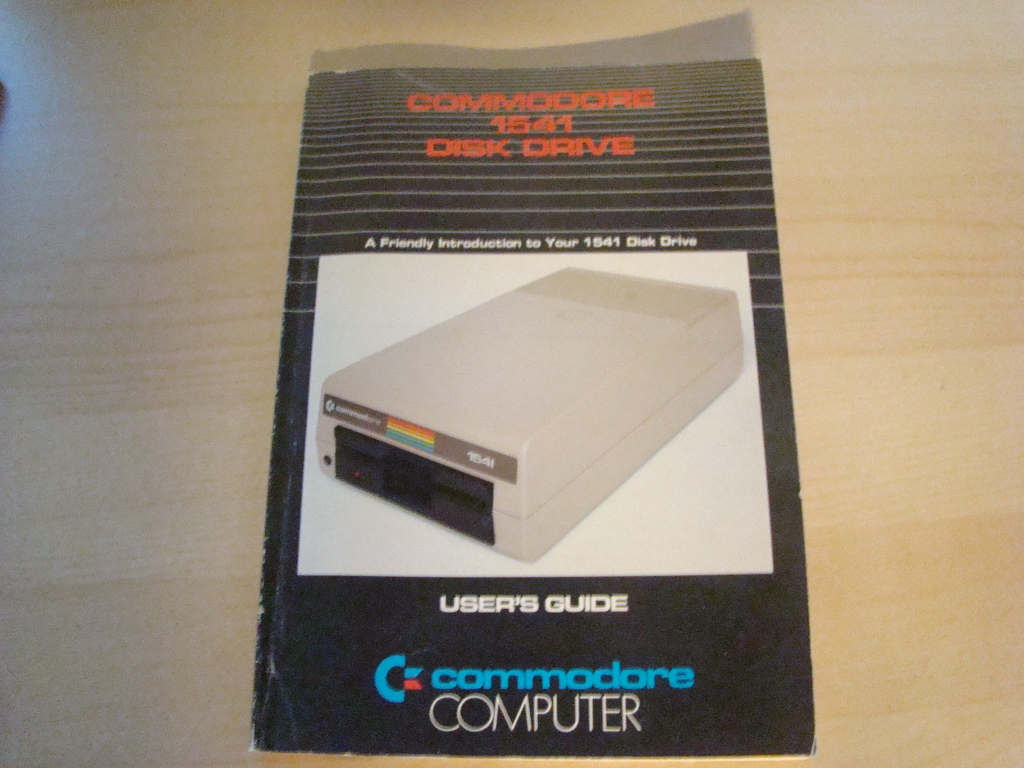 COMMODORE
1541
DISK DRIVE
A Friendly Introduction to Your 1541 Disk Drive
commodore
1541
USER'S GUIDE
commodore
COMPUTER